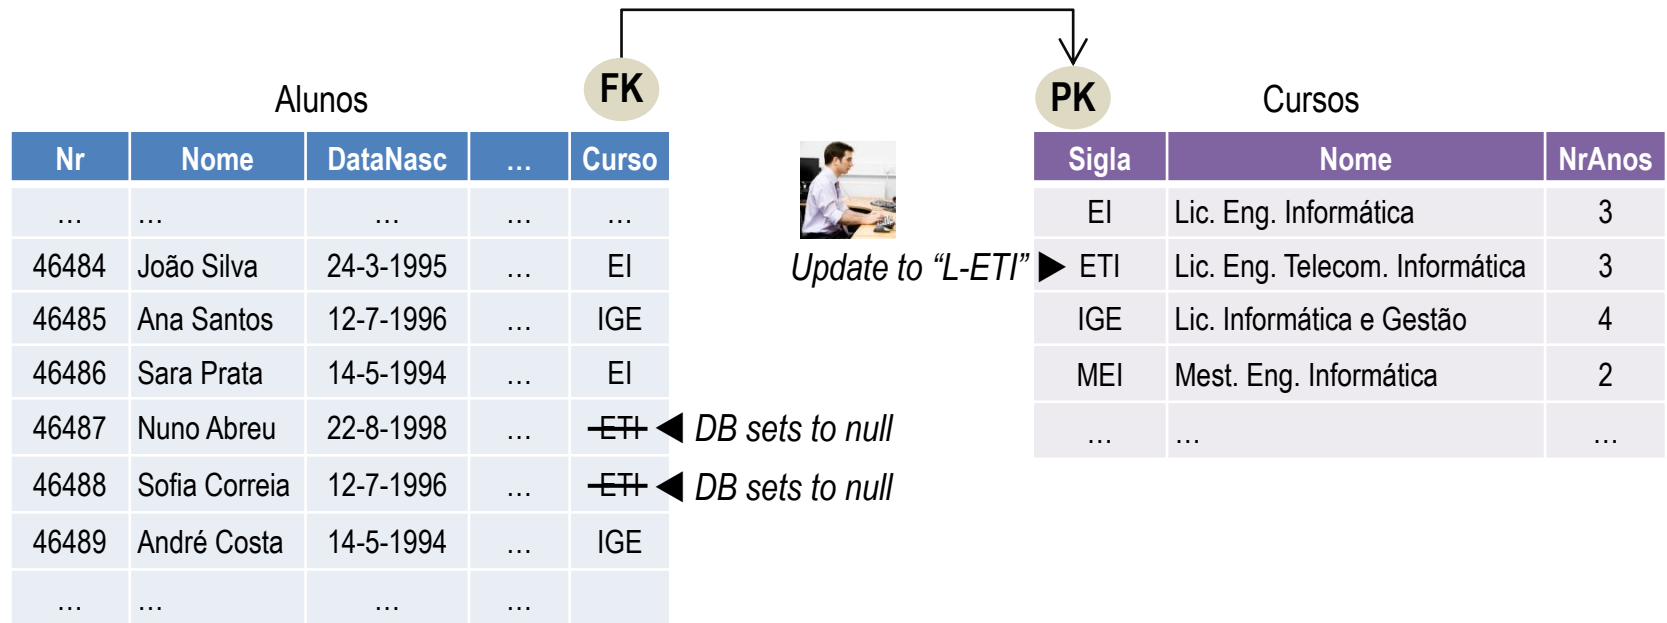 FK
PK
Alunos
Cursos
Nr Nome DataNasc … Curso
… … … … …
46484 João Silva 24-3-1995 … EI
46485 Ana Santos 12-7-1996 … IGE
46486 Sara Prata 14-5-1994 … EI
46487 Nuno Abreu 22-8-1998 … ETI DB sets to null
46488 Sofia Correia 12-7-1996 … ETI DB sets to null
46489 André Costa 14-5-1994 … IGE
… … … …
Update to “L-ETI”
Sigla Nome NrAnos
EI Lic. Eng. Informática 3
ETI Lic. Eng. Telecom. Informática 3
IGE Lic. Informática e Gestão 4
MEI Mest. Eng. Informática 2
… … …